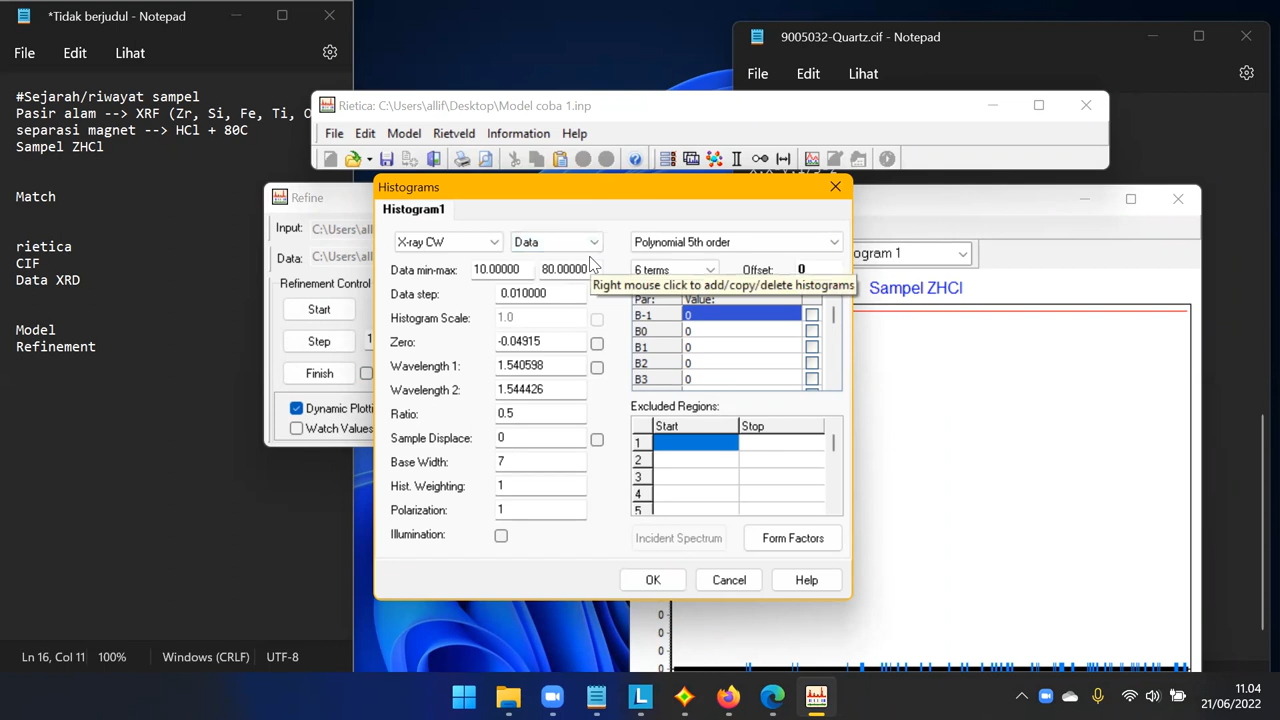 *Tidak berjudul - Notepad
File Edit Lihat
#Sejarah/riwayat sampel
Pasir alam --> XRF (Zr, Si, Fe, Ti,
separasi magnet --> HCl + 80C
Sampel ZHCl
Match
rietica
CIF
Data XRD
Model
Refinement
Ln 16, Col 11 100% Windows (CRLF) UTF-8
9005032-Quartz.cif - Notepad
File Edit Lihat
Rietica: C:\Users\allif\Desktop\Model coba 1.inp
File Edit Model Rietveld Information Help
Refine
Input: C:\Users\al
Data: C:\Users\al
Refinement Control
Start
Step 1
Finish
Dynamic Plotti
Watch Values
Histograms
Histogram1
X-ray CW Data Polynomial 5th order
Data min-max: 10.00000 80.00000 6 terms Offset: 0
Right mouse click to add/copy/delete histograms
Data step: 0.010000
Histogram Scale: 1.0
Zero: -0.04915
Wavelength 1: 1.540598
Wavelength 2: 1.544426
Ratio: 0.5
Sample Displace: 0
Base Width: 7
Hist. Weighting: 1
Polarization: 1
Illumination:
Par: Value:
B-1 0
B0 0
B1 0
B2 0
B3 0
Excluded Regions:
Start Stop
1
2
3
4
5
Incident Spectrum Form Factors
OK Cancel Help
ogram 1
Sampel ZHCl
0
0
0
11.04
21/06/2022